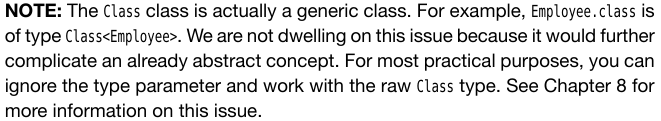 NOTE: The Class class is actually a generic class. For example, Employee.class is
of type Class<Employee>. We are not dwelling on this issue because it would further
complicate an already abstract concept. For most practical purposes, you can
ignore the type parameter and work with the raw Class type. See Chapter 8 for
more information on this issue.